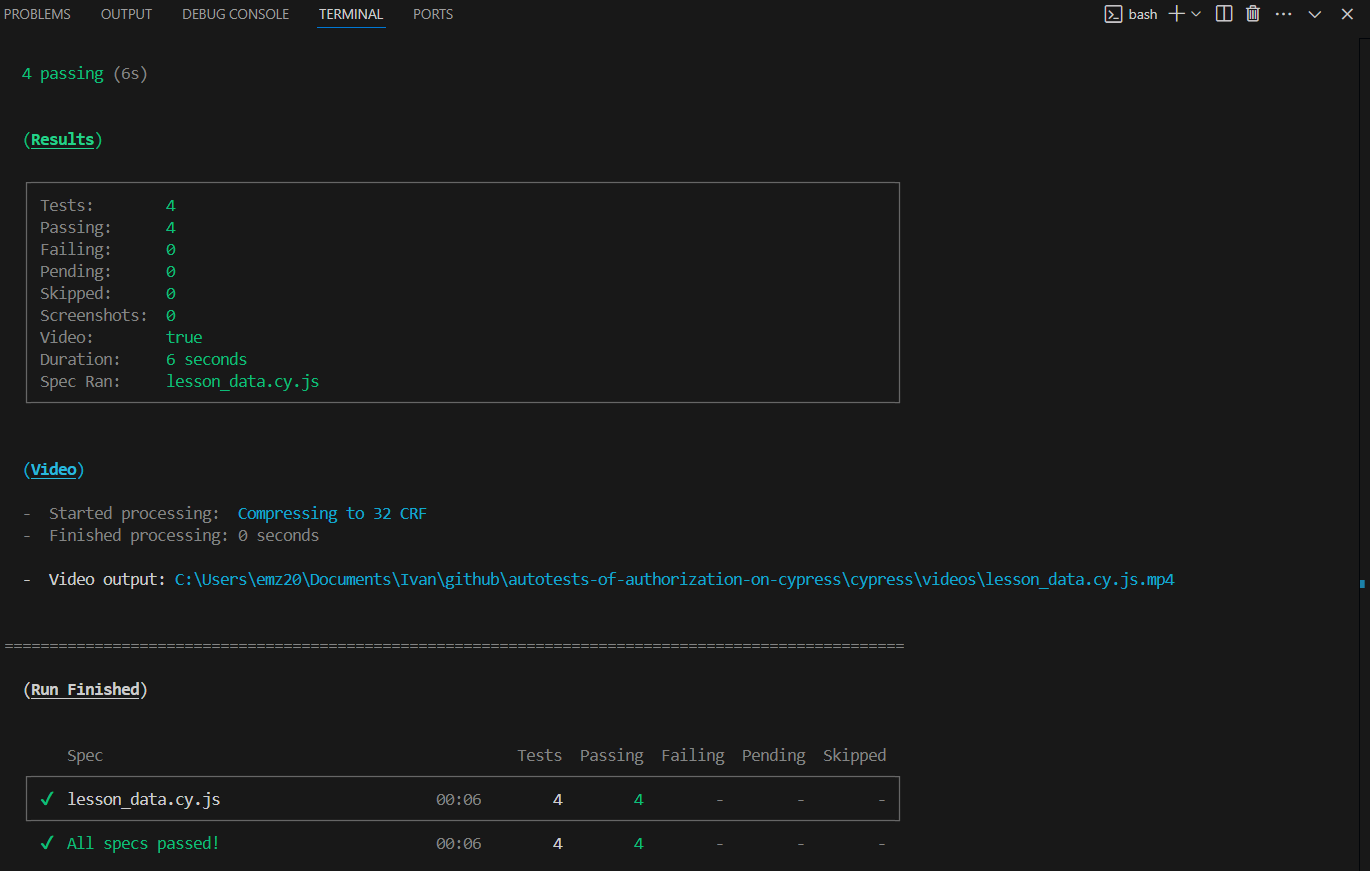 PROBLEMS OUTPUT DEBUG CONSOLE TERMINAL PORTS bash
4 passing (6s)
(Results)
Tests: 4
Passing: 4
Failing: 0
Pending: 0
Skipped: 0
Screenshots: 0
Video: true
Duration: 6 seconds
Spec Ran: lesson_data.cy.js
(Video)
- Started processing: Compressing to 32 CRF
- Finished processing: 0 seconds
- Video output: C:\Users\emz20\Documents\Ivan\github\autotests-of-authorization-on-cypress\cypress\videos\lesson_data.cy.js.mp4
====================================================================================================
(Run Finished)
Spec Tests Passing Failing Pending Skipped
✓ lesson_data.cy.js 00:06 4 4 - - -
✓ All specs passed! 00:06 4 4 - - -